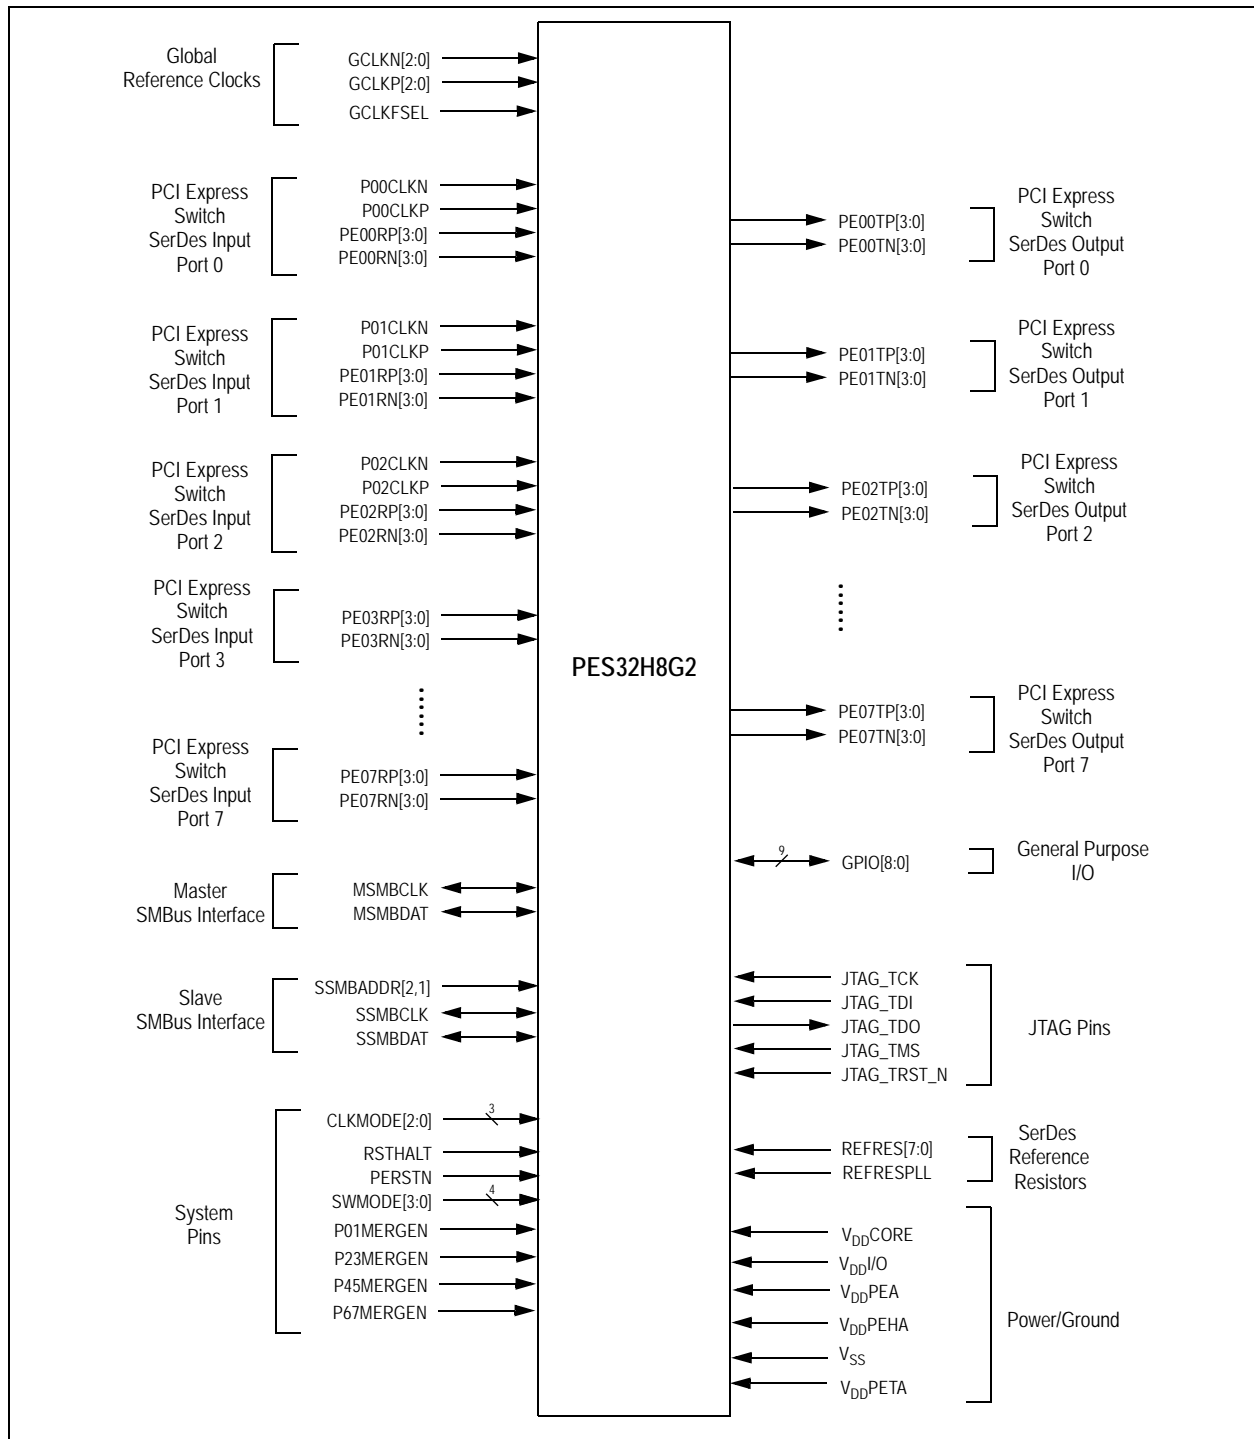 Global
Reference Clocks
GCLKN[2:0]
GCLKP[2:0]
GCLKFSEL
PCI Express
Switch
SerDes Input
Port 0
P00CLKN
P00CLKP
PE00RP[3:0]
PE00RN[3:0]
PCI Express
Switch
SerDes Input
Port 1
P01CLKN
P01CLKP
PE01RP[3:0]
PE01RN[3:0]
PCI Express
Switch
SerDes Input
Port 2
P02CLKN
P02CLKP
PE02RP[3:0]
PE02RN[3:0]
PCI Express
Switch
SerDes Input
Port 3
PE03RP[3:0]
PE03RN[3:0]
PCI Express
Switch
SerDes Input
Port 7
PE07RP[3:0]
PE07RN[3:0]
Master
SMBus Interface
MSMBCLK
MSMBDAT
Slave
SMBus Interface
SSMBADDR[2,1]
SSMBCLK
SSMBDAT
System
Pins
CLKMODE[2:0]
3
RSTHALT
PERSTN
SWMODE[3:0]
4
P01MERGEN
P23MERGEN
P45MERGEN
P67MERGEN
PES32H8G2
PE00TP[3:0]
PE00TN[3:0]
PCI Express
Switch
SerDes Output
Port 0
PE01TP[3:0]
PE01TN[3:0]
PCI Express
Switch
SerDes Output
Port 1
PE02TP[3:0]
PE02TN[3:0]
PCI Express
Switch
SerDes Output
Port 2
PE07TP[3:0]
PE07TN[3:0]
PCI Express
Switch
SerDes Output
Port 7
9
GPIO[8:0]
General Purpose
I/O
JTAG_TCK
JTAG_TDI
JTAG_TDO
JTAG_TMS
JTAG_TRST_N
JTAG Pins
REFRES[7:0]
REFRESPLL
SerDes
Reference
Resistors
VDDCORE
VDDI/O
VDDPEA
VDDPEHA
VSS
VDDPETA
Power/Ground